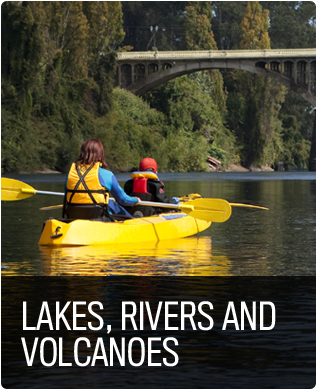 LAKES, RIVERS AND
VOLCANOES